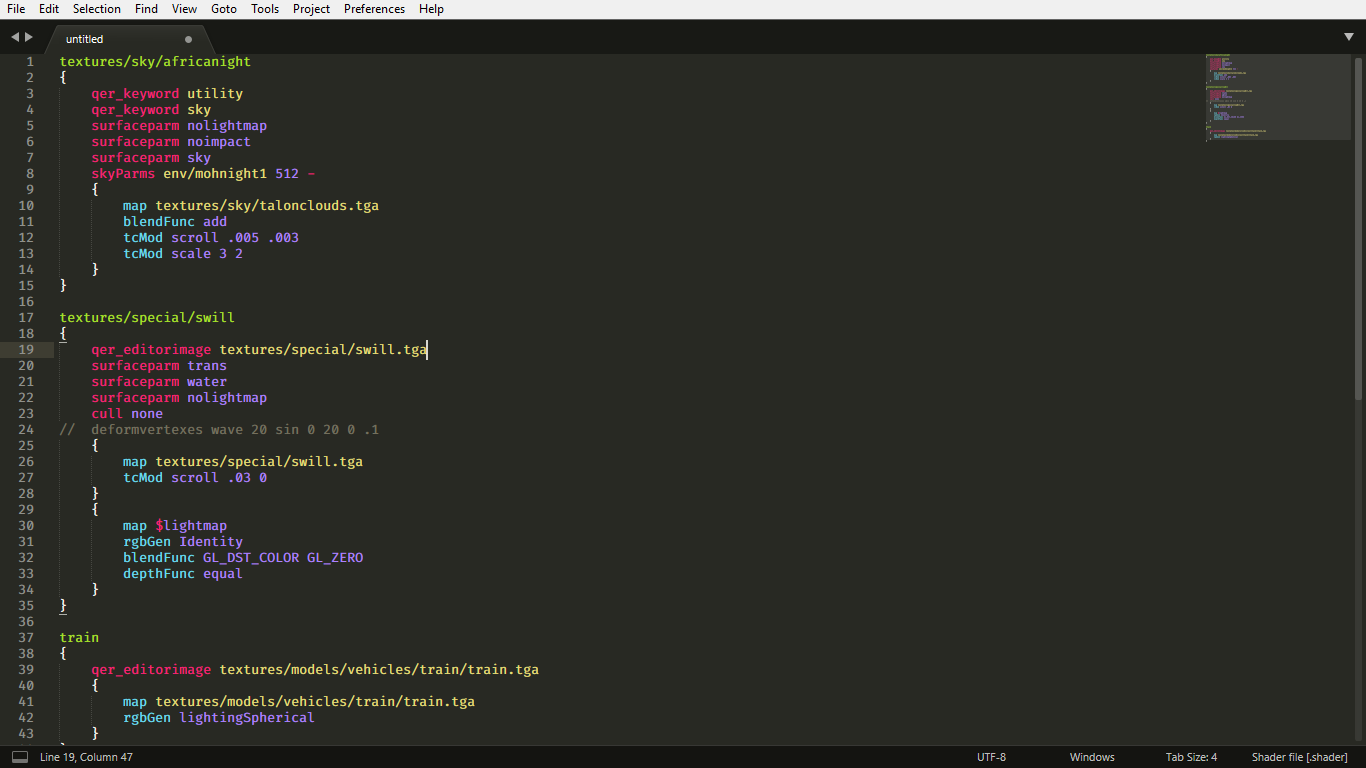 File Edit Selection Find View Goto Tools Project Preferences Help
untitled
1 textures/sky/africanight
2 {
3 qer_keyword utility
4 qer_keyword sky
5 surfaceparm nolightmap
6 surfaceparm noimpact
7 surfaceparm sky
8 skyParms env/mohnight1 512 -
9 {
10 map textures/sky/talonclouds.tga
11 blendFunc add
12 tcMod scroll .005 .003
13 tcMod scale 3 2
14 }
15 }
16
17 textures/special/swill
18 {
19 qer_editorimage textures/special/swill.tga
20 surfaceparm trans
21 surfaceparm water
22 surfaceparm nolightmap
23 cull none
24 // deformvertexes wave 20 sin 0 20 0 .1
25 {
26 map textures/special/swill.tga
27 tcMod scroll .03 0
28 }
29 {
30 map $lightmap
31 rgbGen Identity
32 blendFunc GL_DST_COLOR GL_ZERO
33 depthFunc equal
34 }
35 }
36
37 train
38 {
39 qer_editorimage textures/models/vehicles/train/train.tga
40 {
41 map textures/models/vehicles/train/train.tga
42 rgbGen lightingSpherical
43 }
Line 19, Column 47 UTF-8 Windows Tab Size: 4 Shader file [.shader]